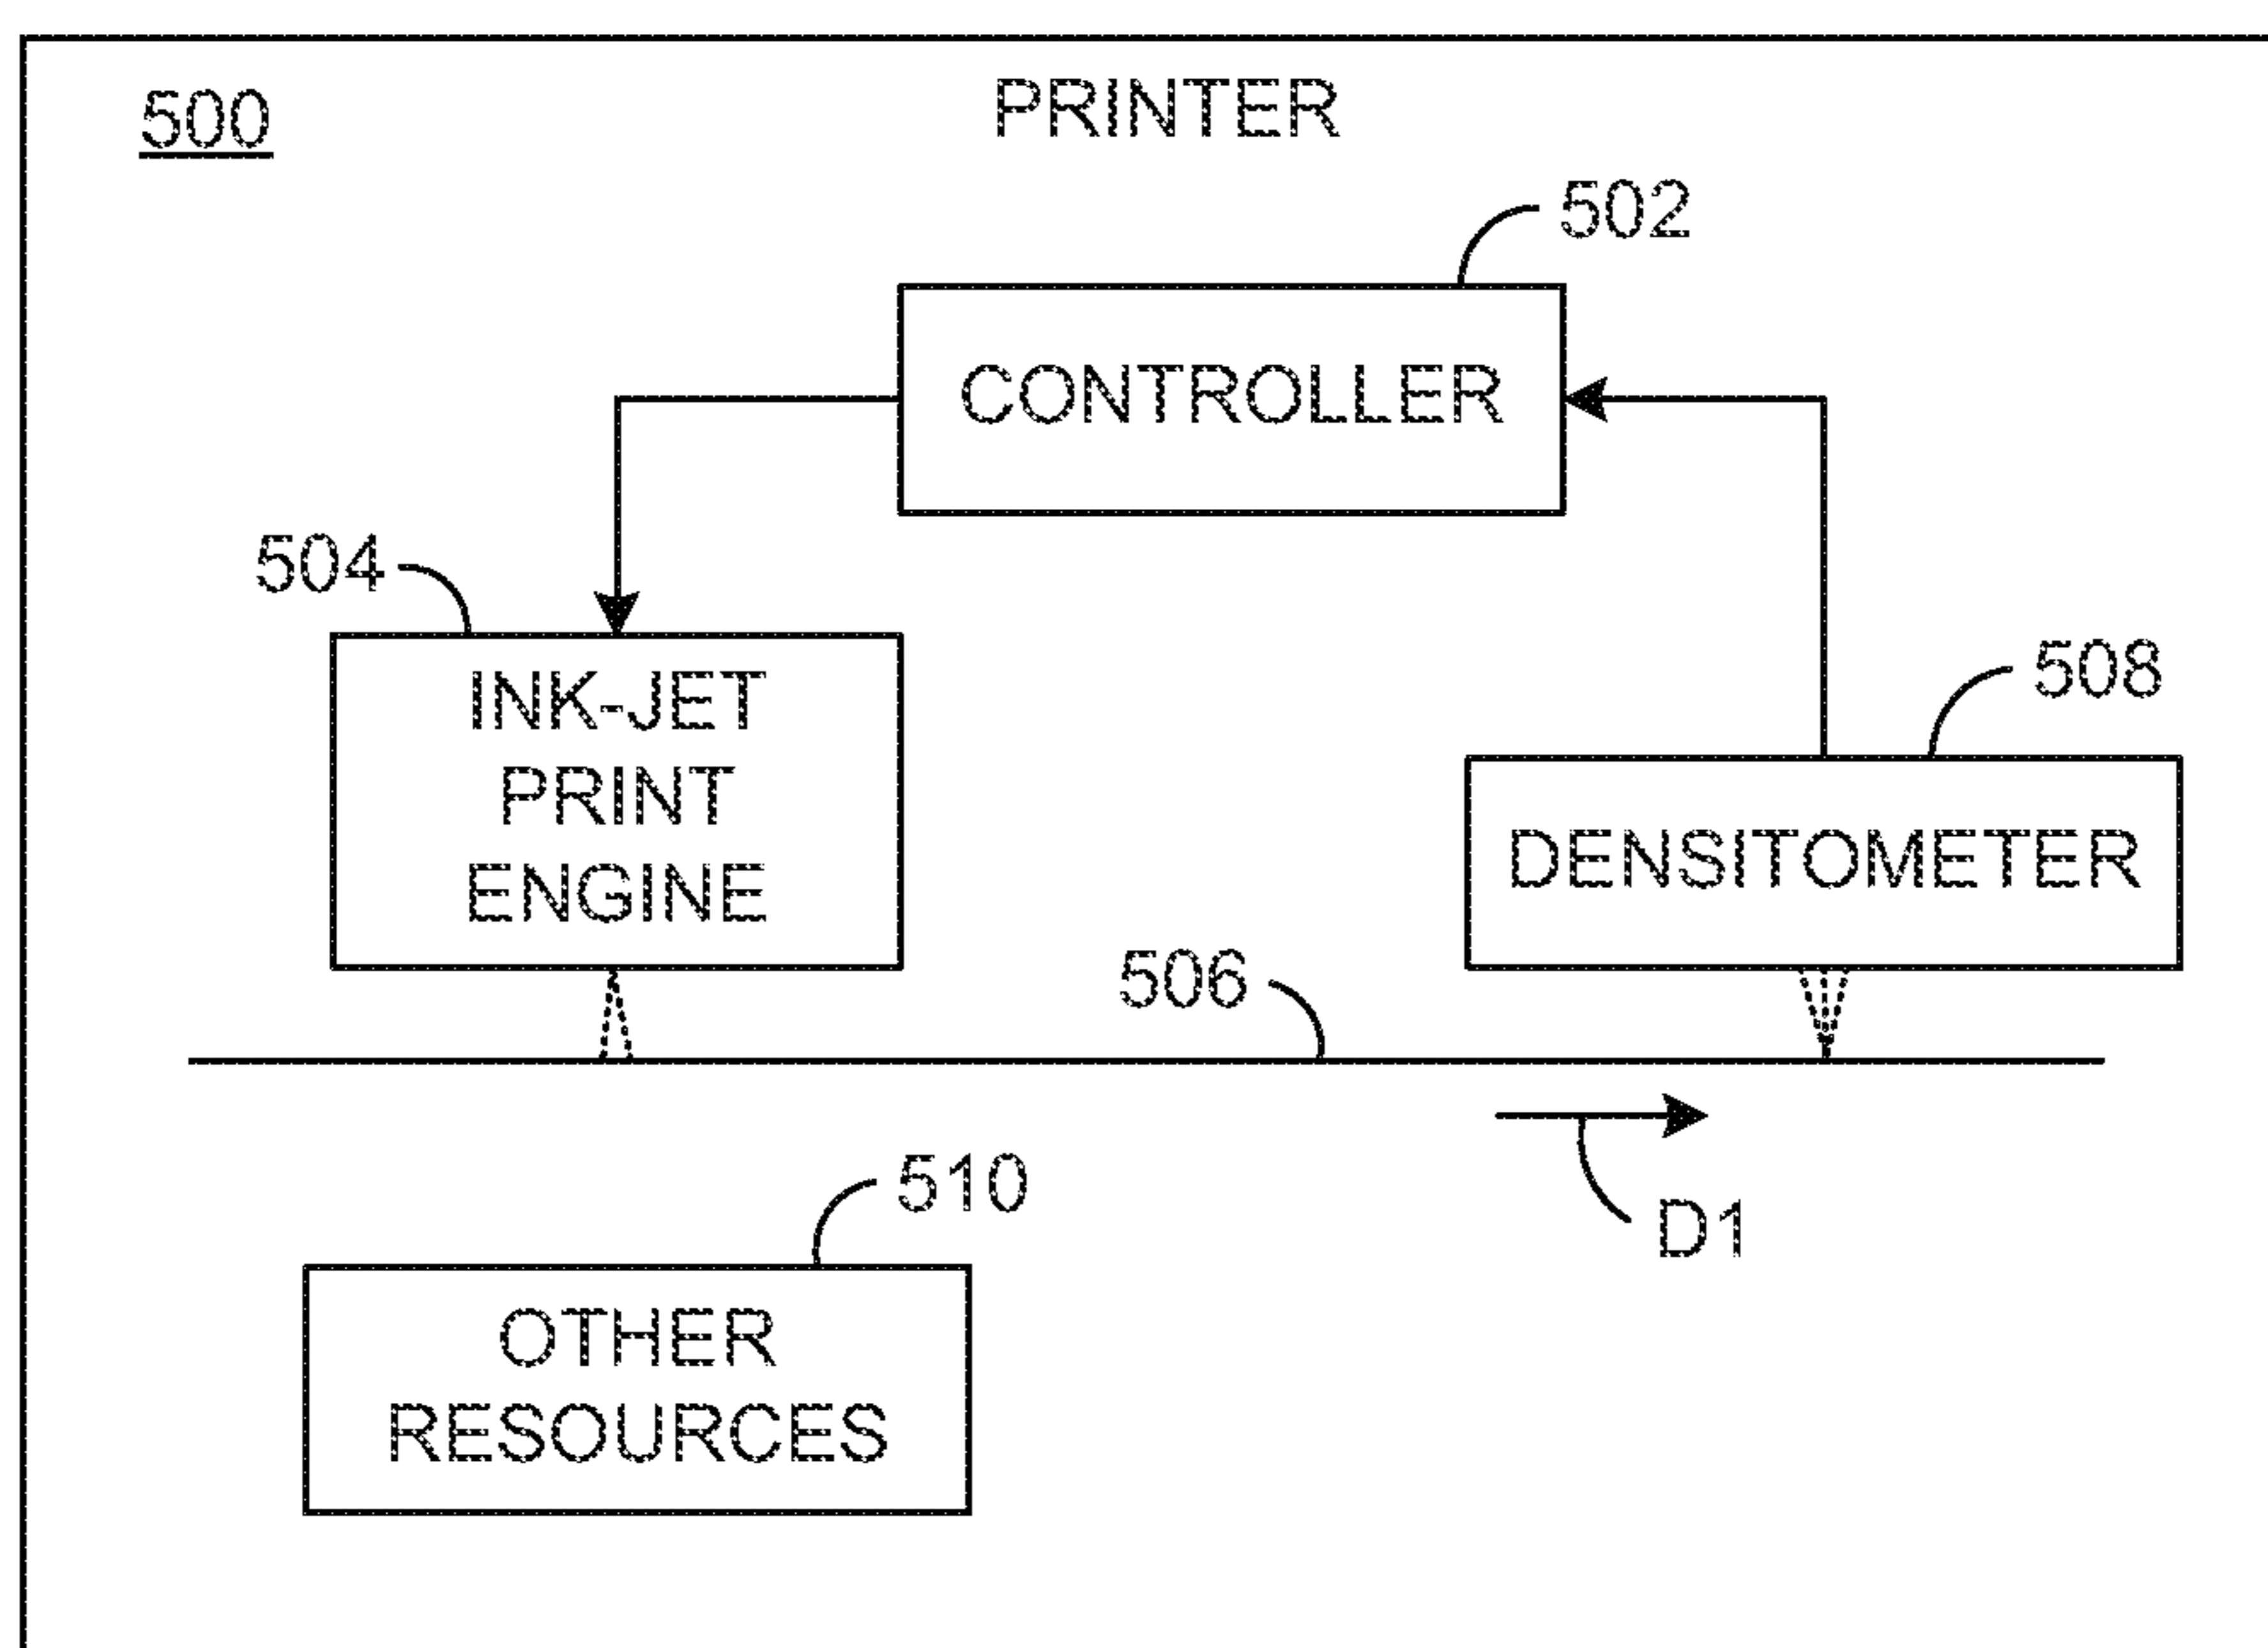 500
PRINTER
502
CONTROLLER
504
INK-JET
PRINT
ENGINE
508
DENSITOMETER
506
D1
510
OTHER
RESOURCES